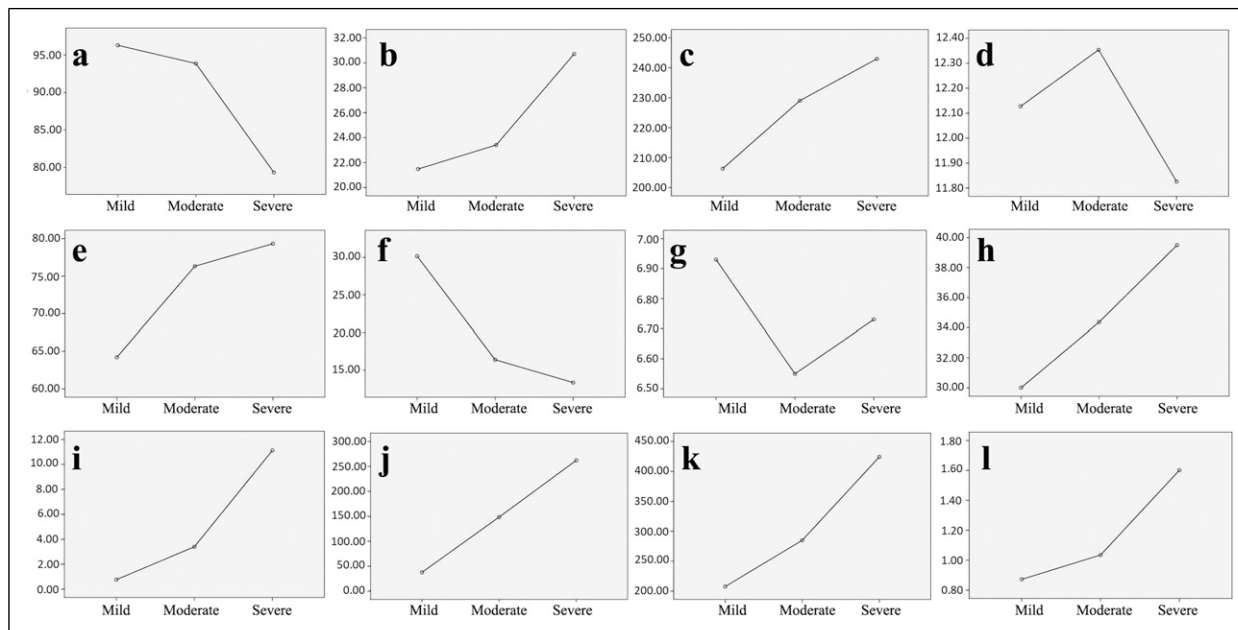 a
95.00
90.00
85.00
80.00
Mild Moderate Severe
b
32.00
30.00
28.00
26.00
24.00
22.00
20.00
Mild Moderate Severe
c
250.00
240.00
230.00
220.00
210.00
200.00
Mild Moderate Severe
d
12.40
12.30
12.20
12.10
12.00
11.90
11.80
Mild Moderate Severe
e
80.00
75.00
70.00
65.00
60.00
Mild Moderate Severe
f
30.00
25.00
20.00
15.00
Mild Moderate Severe
g
7.00
6.90
6.80
6.70
6.60
6.50
Mild Moderate Severe
h
40.00
38.00
36.00
34.00
32.00
30.00
Mild Moderate Severe
i
12.00
10.00
8.00
6.00
4.00
2.00
0.00
Mild Moderate Severe
j
300.00
250.00
200.00
150.00
100.00
50.00
0.00
Mild Moderate Severe
k
450.00
400.00
350.00
300.00
250.00
200.00
Mild Moderate Severe
l
1.80
1.60
1.40
1.20
1.00
0.80
Mild Moderate Severe